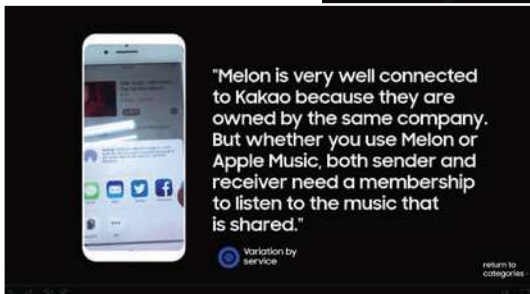 "Melon is very well connected
to Kakao because they are
owned by the same company.
But whether you use Melon or
Apple Music, both sender and
receiver need a membership
to listen to the music that
is shared."
Variation by
service
return to
categories